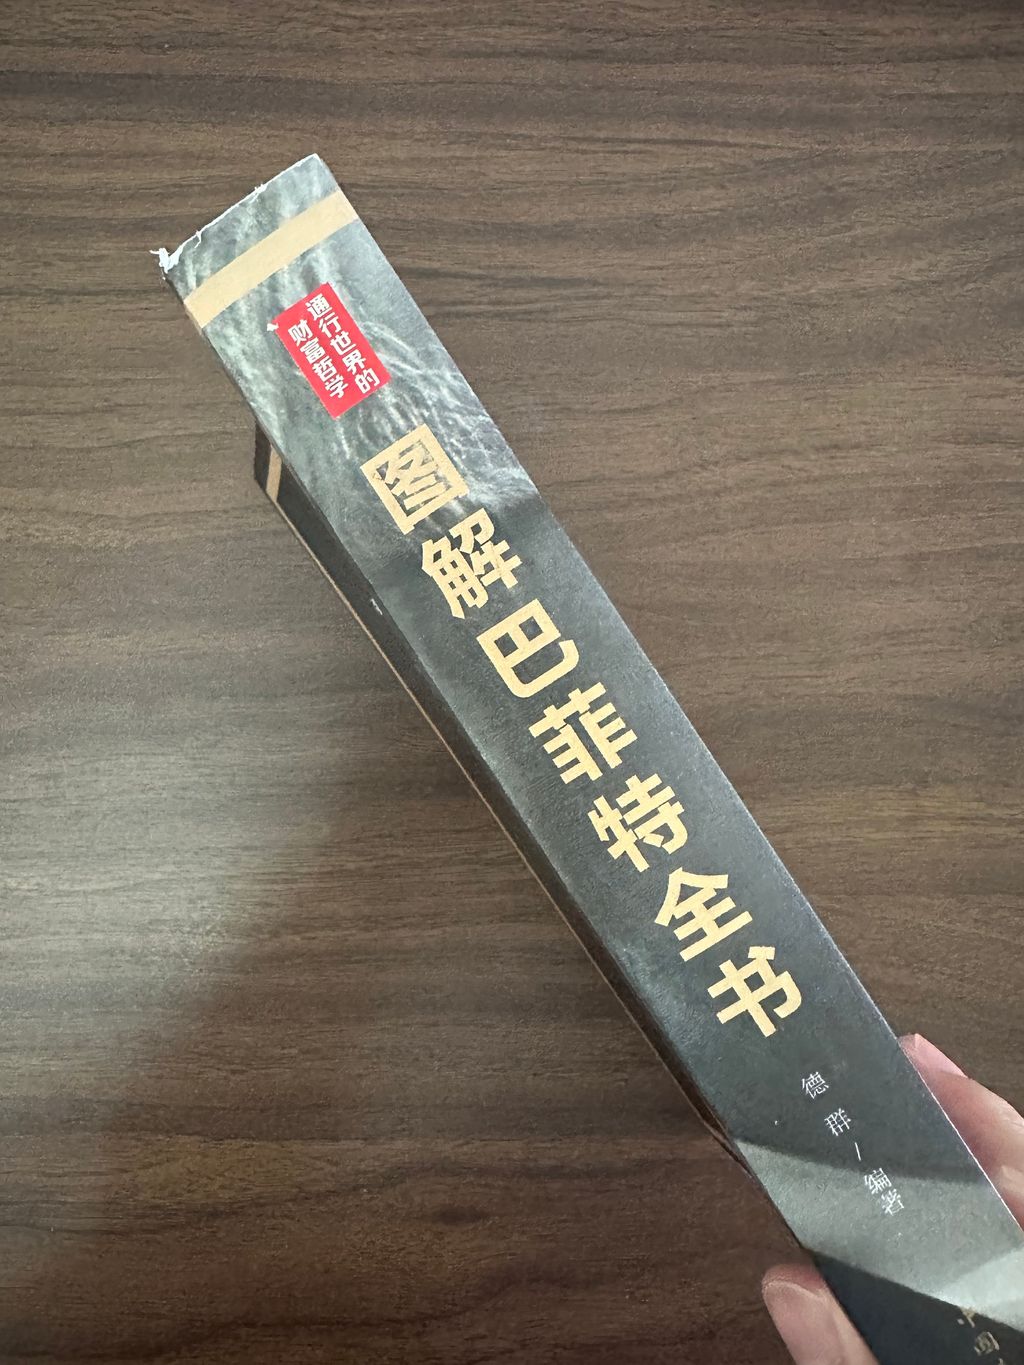 通行世界的
财富哲学
图解巴菲特全书
德群/编著